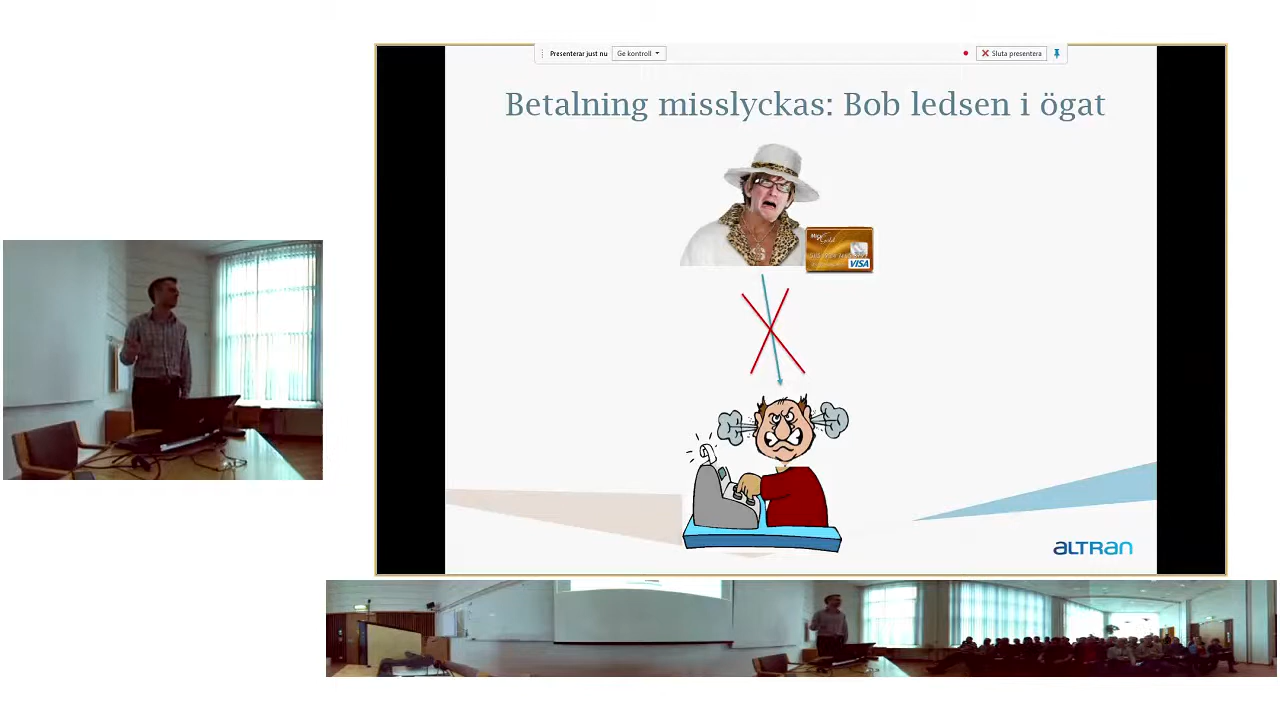 Presenterar just nu
Ge kontroll
Sluta presentera
Betalning misslyckas: Bob ledsen i ögat
VISA
ALTRAN